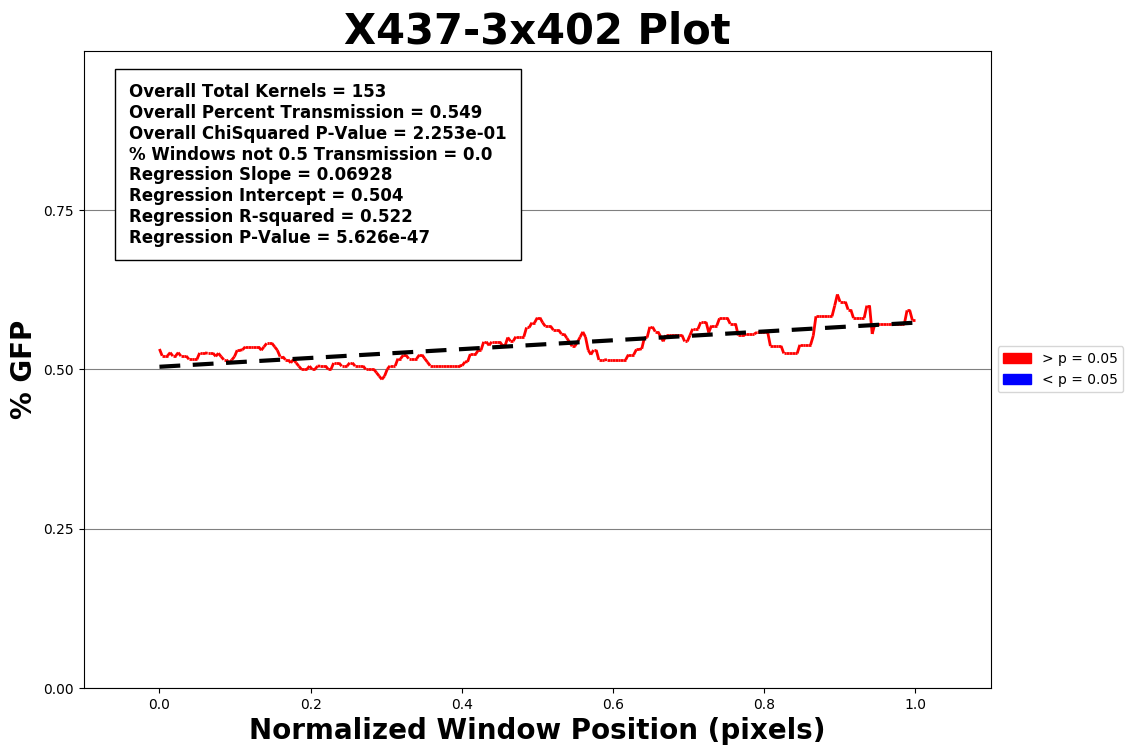 X437-3x402 Plot
Overall Total Kernels = 153
Overall Percent Transmission = 0.549
Overall ChiSquared P-Value = 2.253e-01
% Windows not 0.5 Transmission = 0.0
Regression Slope = 0.06928
Regression Intercept = 0.504
Regression R-squared = 0.522
Regression P-Value = 5.626e-47
0.75
0.50
0.25
0.00
% GFP
> p = 0.05
< p = 0.05
0.0 0.2 0.4 0.6 0.8 1.0
Normalized Window Position (pixels)